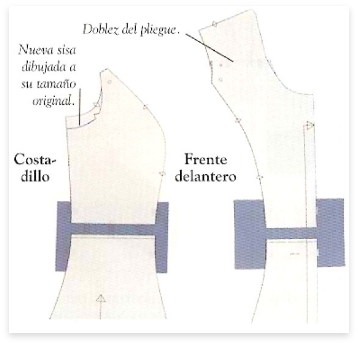 Doblez del pliegue.
Nueva sisa
dibujada a
su tamaño
original.
Costa-
dillo
Frente
delantero